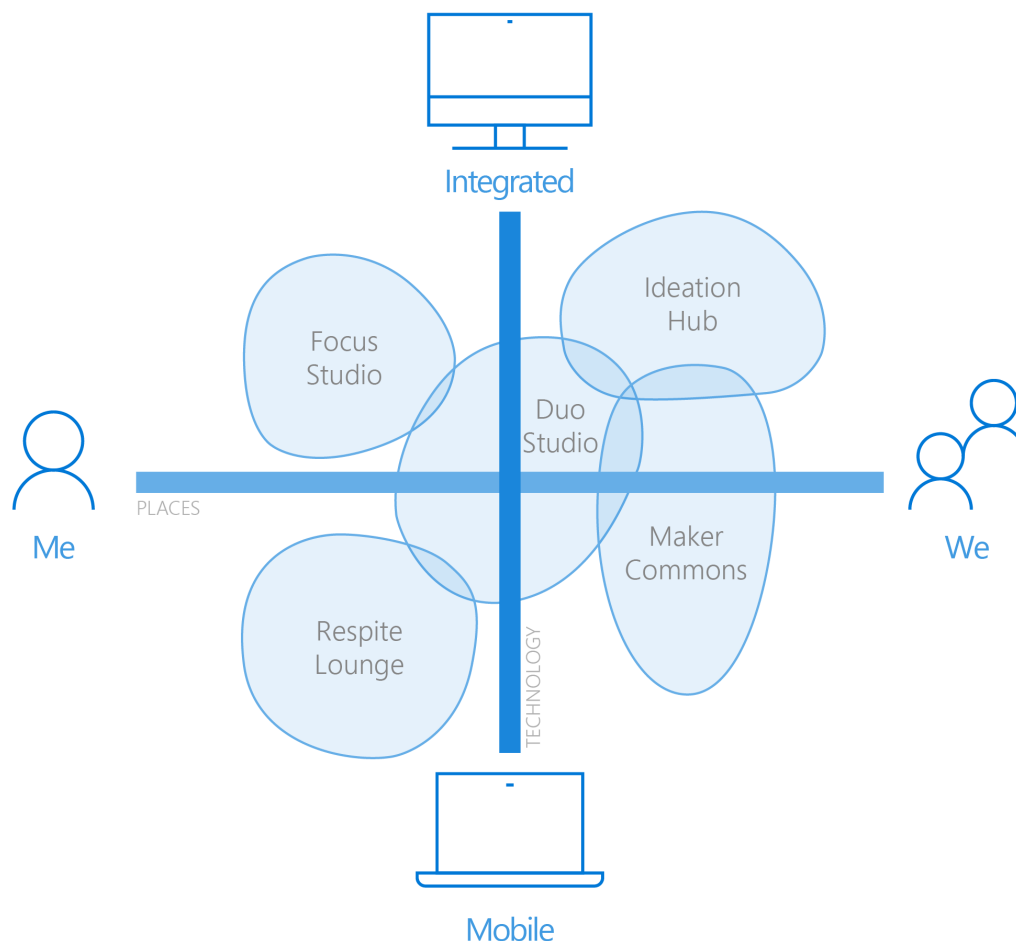 Integrated
Ideation
Hub
Focus
Studio
Duo
Studio
PLACES
Me
We
Maker
Commons
Respite
Lounge
TECHNOLOGY
Mobile